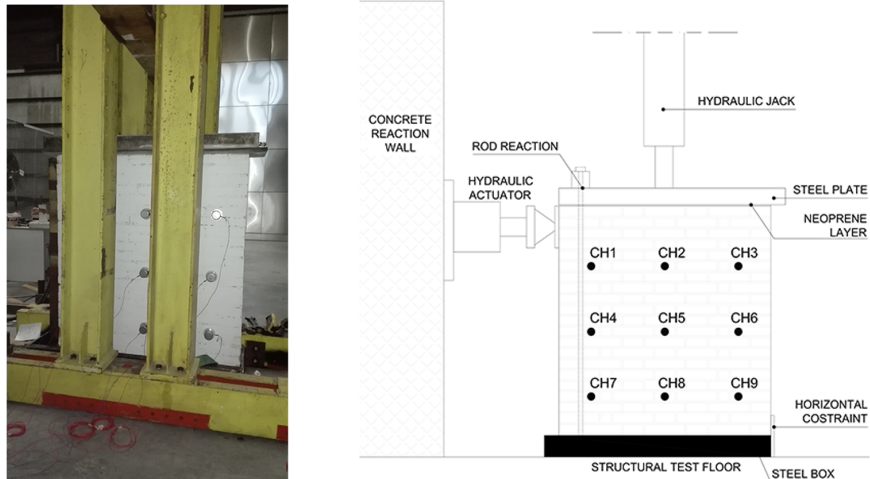 HYDRAULIC JACK
CONCRETE
REACTION
WALL
ROD REACTION
HYDRAULIC
ACTUATOR
STEEL PLATE
NEOPRENE
LAYER
CH1 CH2 CH3
CH4 CH5 CH6
CH7 CH8 CH9
HORIZONTAL
COSTRAINT
STRUCTURAL TEST FLOOR
STEEL BOX